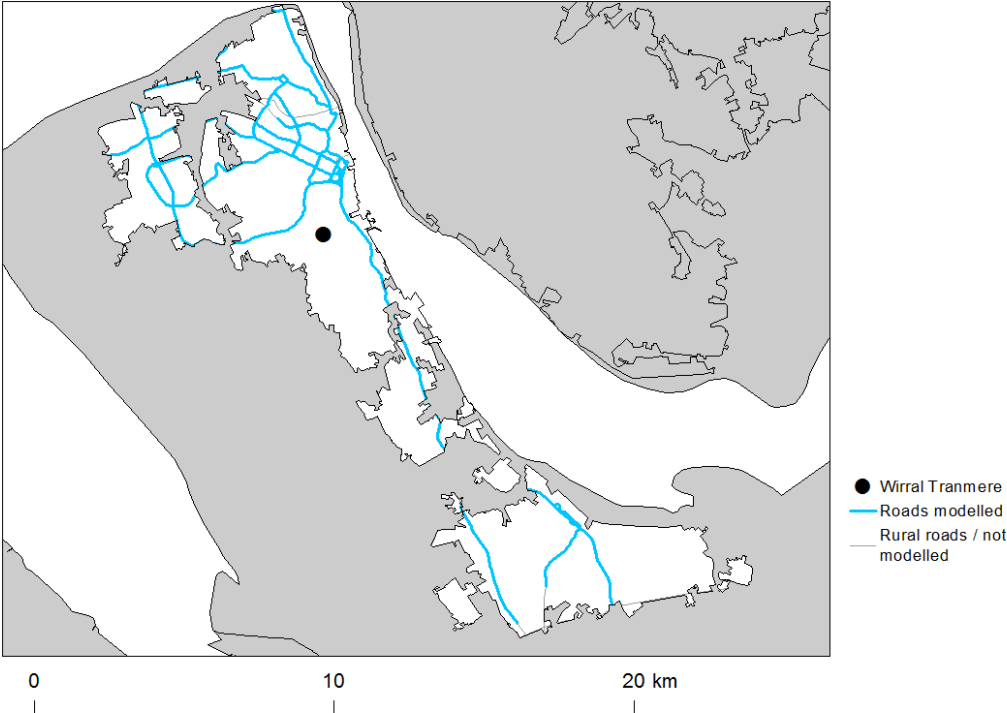 Wirral Tranmere
Roads modelled
Rural roads / not
modelled
0 10 20 km